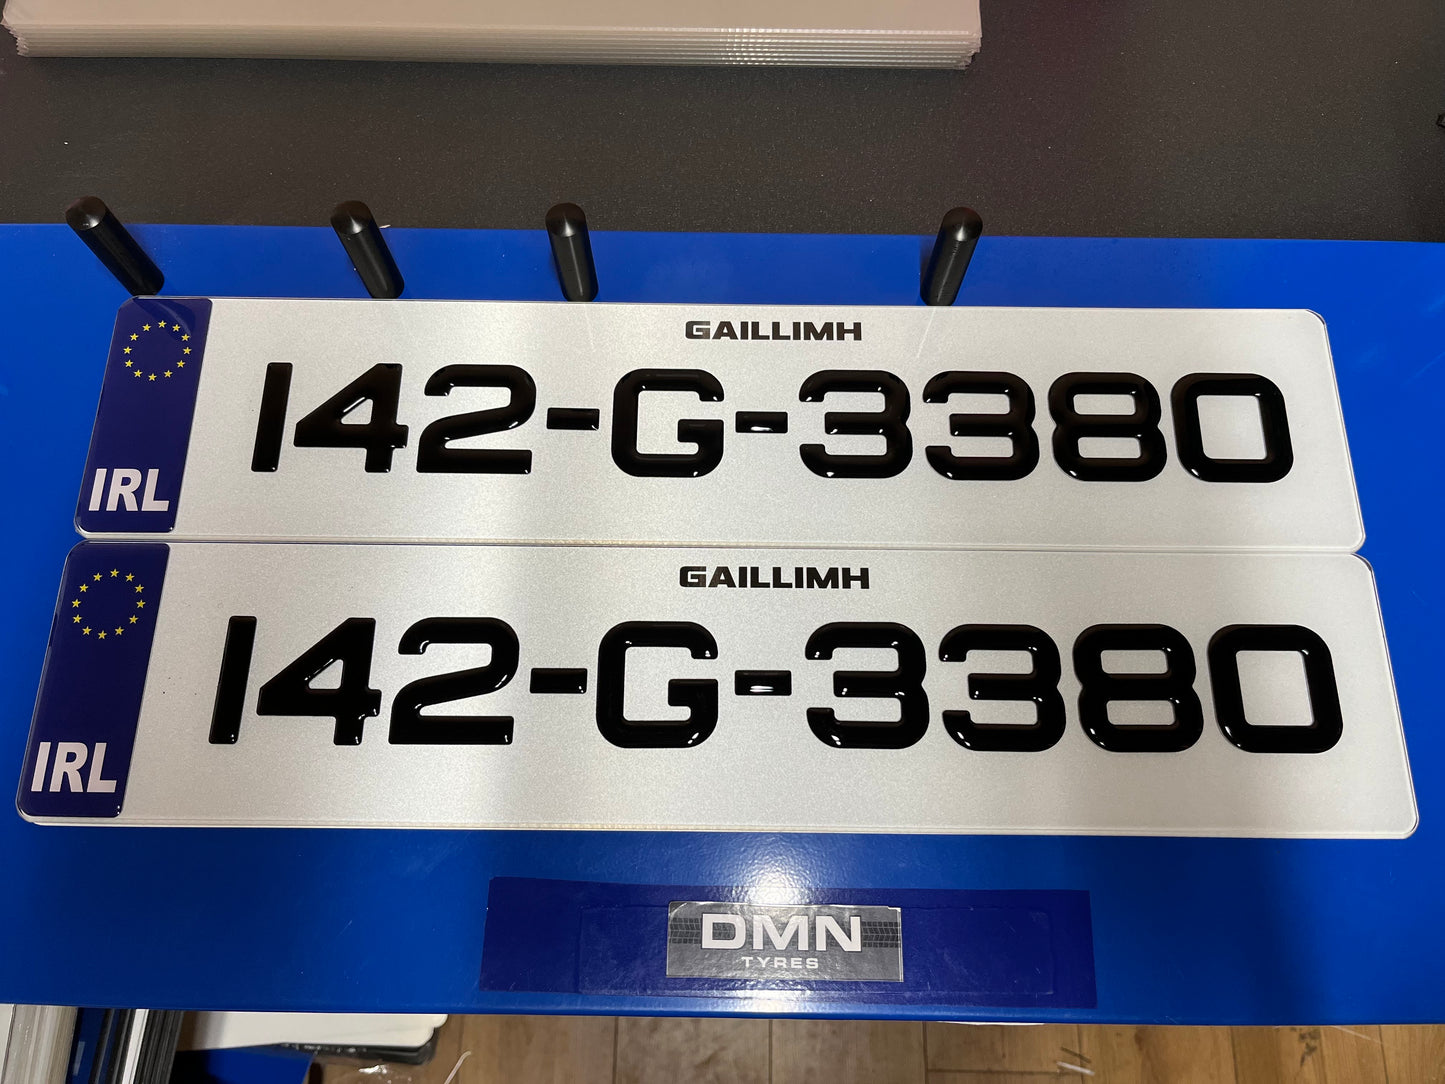 GAILLIMH
142-G-3380
IRL
GAILLIMH
142-G-3380
IRL
DMN
TYRES